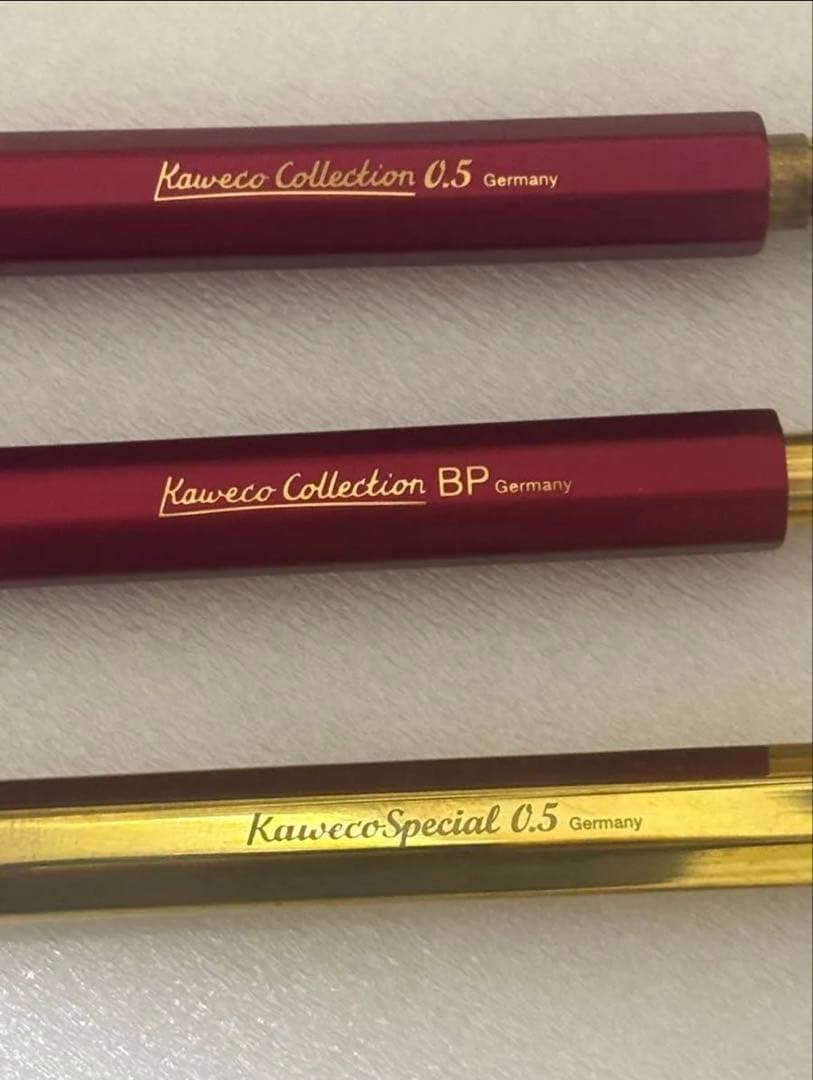 Kaweco Collection 0.5 Germany
Kaweco Collection BP Germany
KawecoSpecial 0.5 Germany